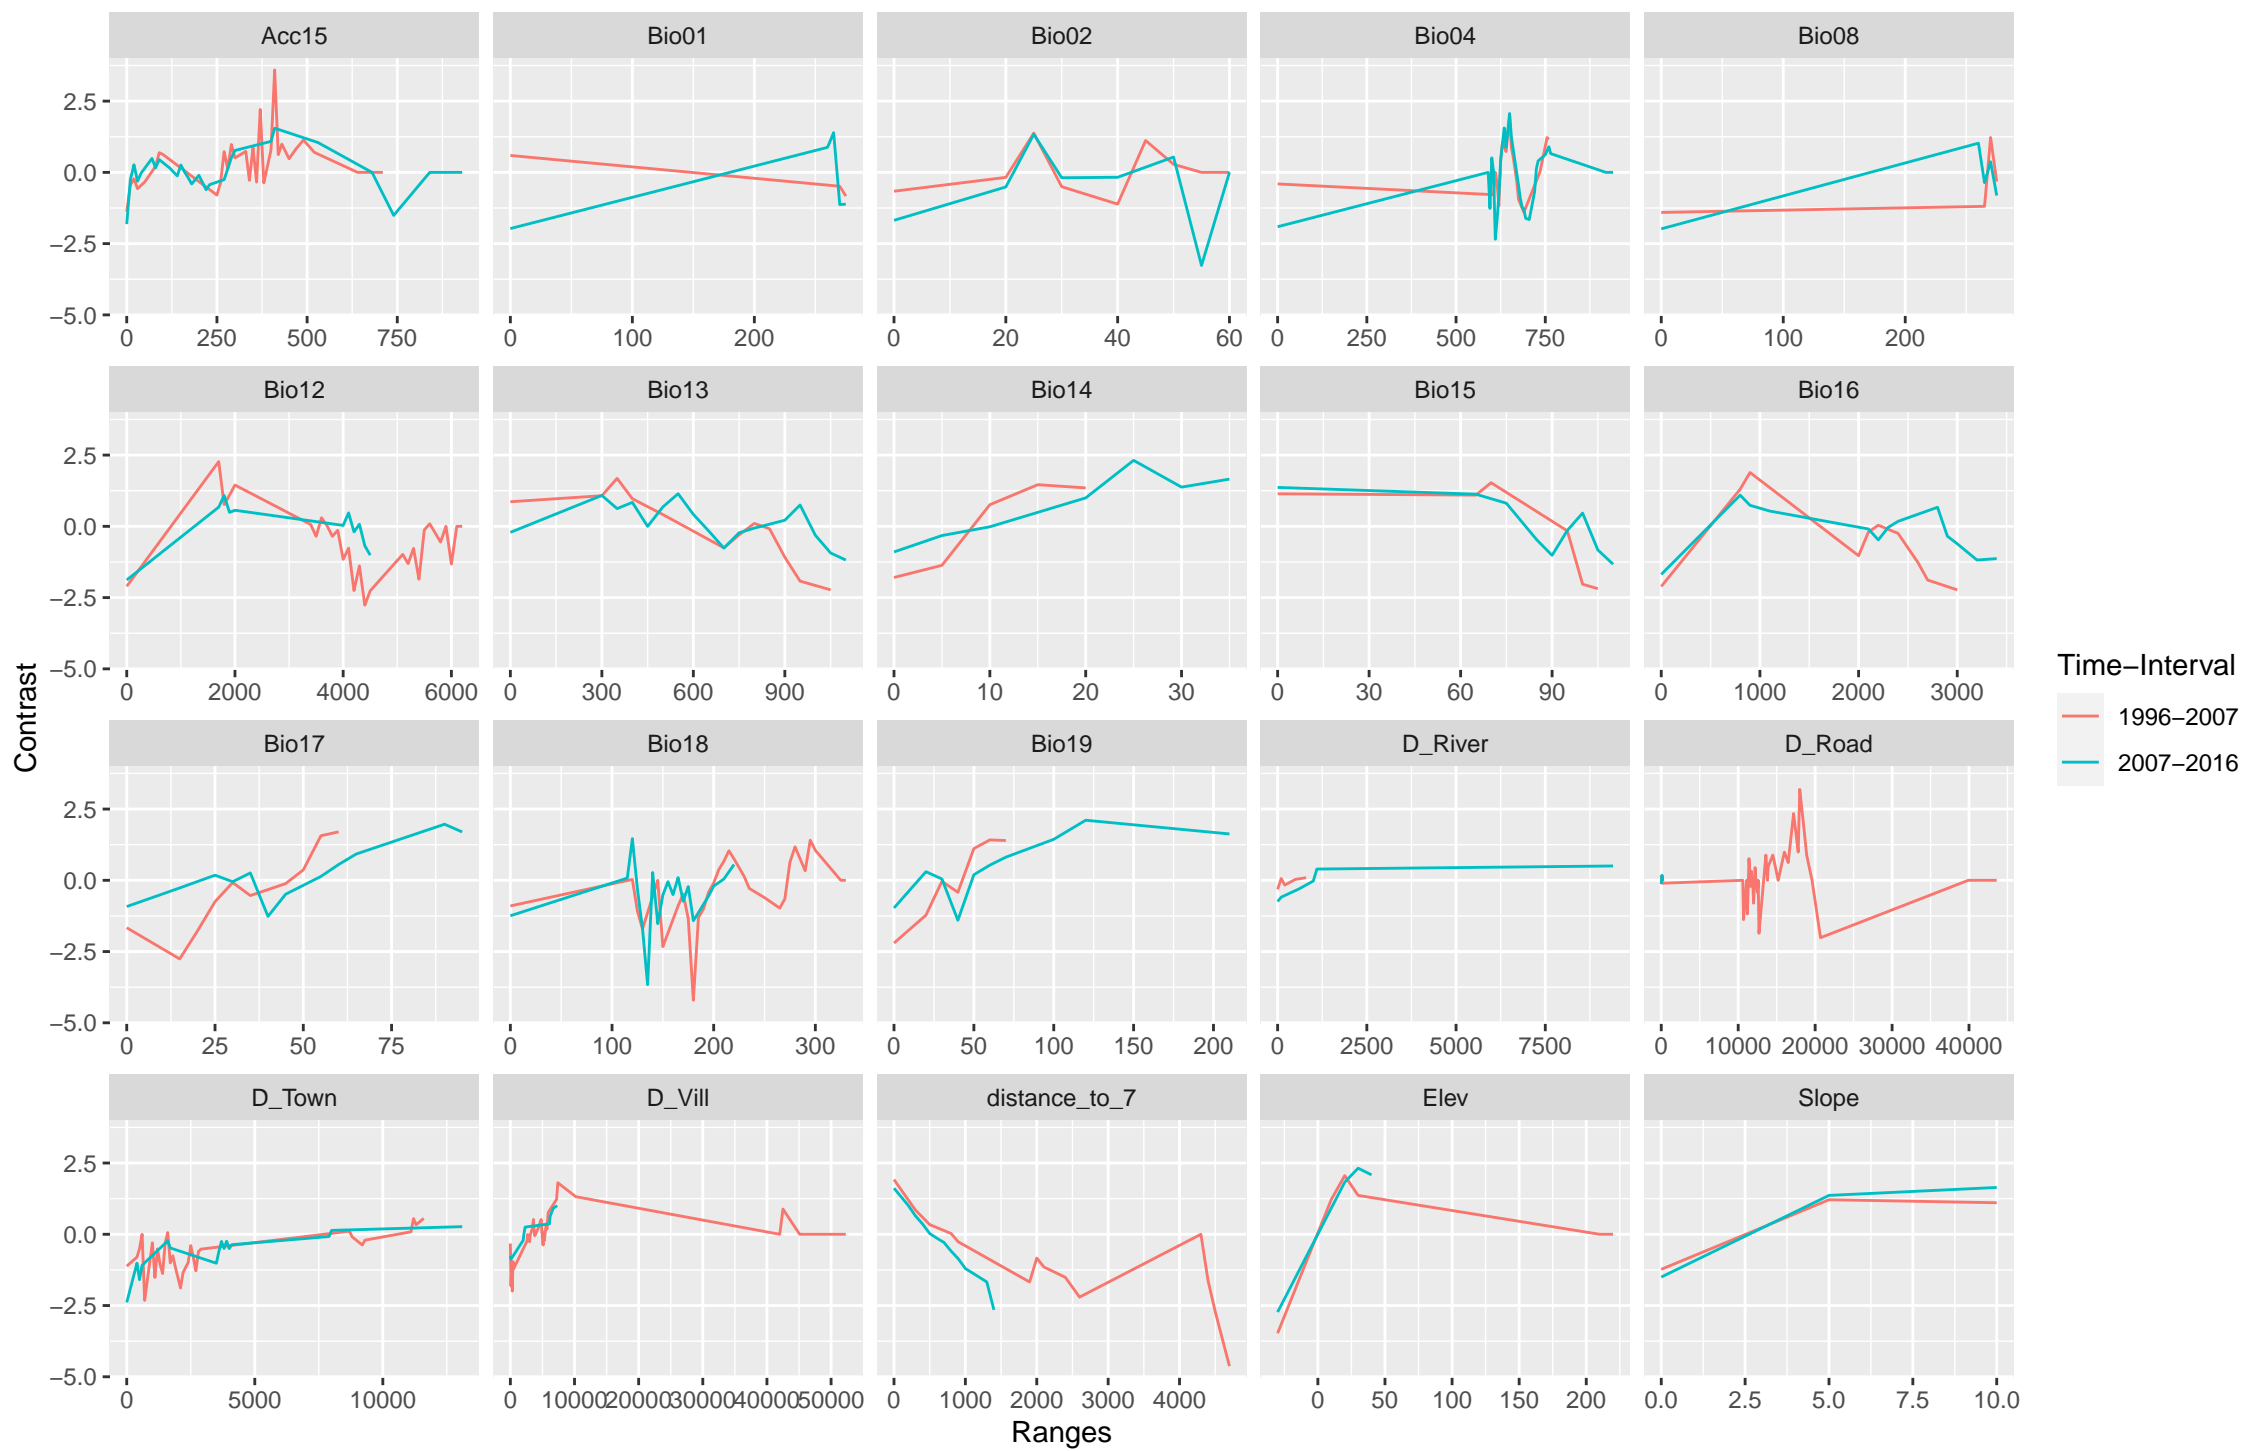 Acc15 Bio01 Bio02 Bio04 Bio08
2.5
0.0
−2.5
−5.0
0 250 500 750 0 100 200 0 20 40 60 0 250 500 750 0 100 200
Bio12 Bio13 Bio14 Bio15 Bio16
2.5
0.0
−2.5
−5.0
0 2000 4000 6000 0 300 600 900 0 10 20 30 0 30 60 90 0 1000 2000 3000
Bio17 Bio18 Bio19 D_River D_Road
2.5
0.0
−2.5
−5.0
0 25 50 75 0 100 200 300 0 50 100 150 200 0 2500 5000 7500 0 10000 20000 30000 40000
D_Town D_Vill distance_to_7 Elev Slope
2.5
0.0
−2.5
−5.0
0 5000 10000 0 10000 20000 30000 40000 50000 0 1000 2000 3000 4000 0 50 100 150 200 0.0 2.5 5.0 7.5 10.0
Ranges
Contrast
Time−Interval
1996−2007
2007−2016